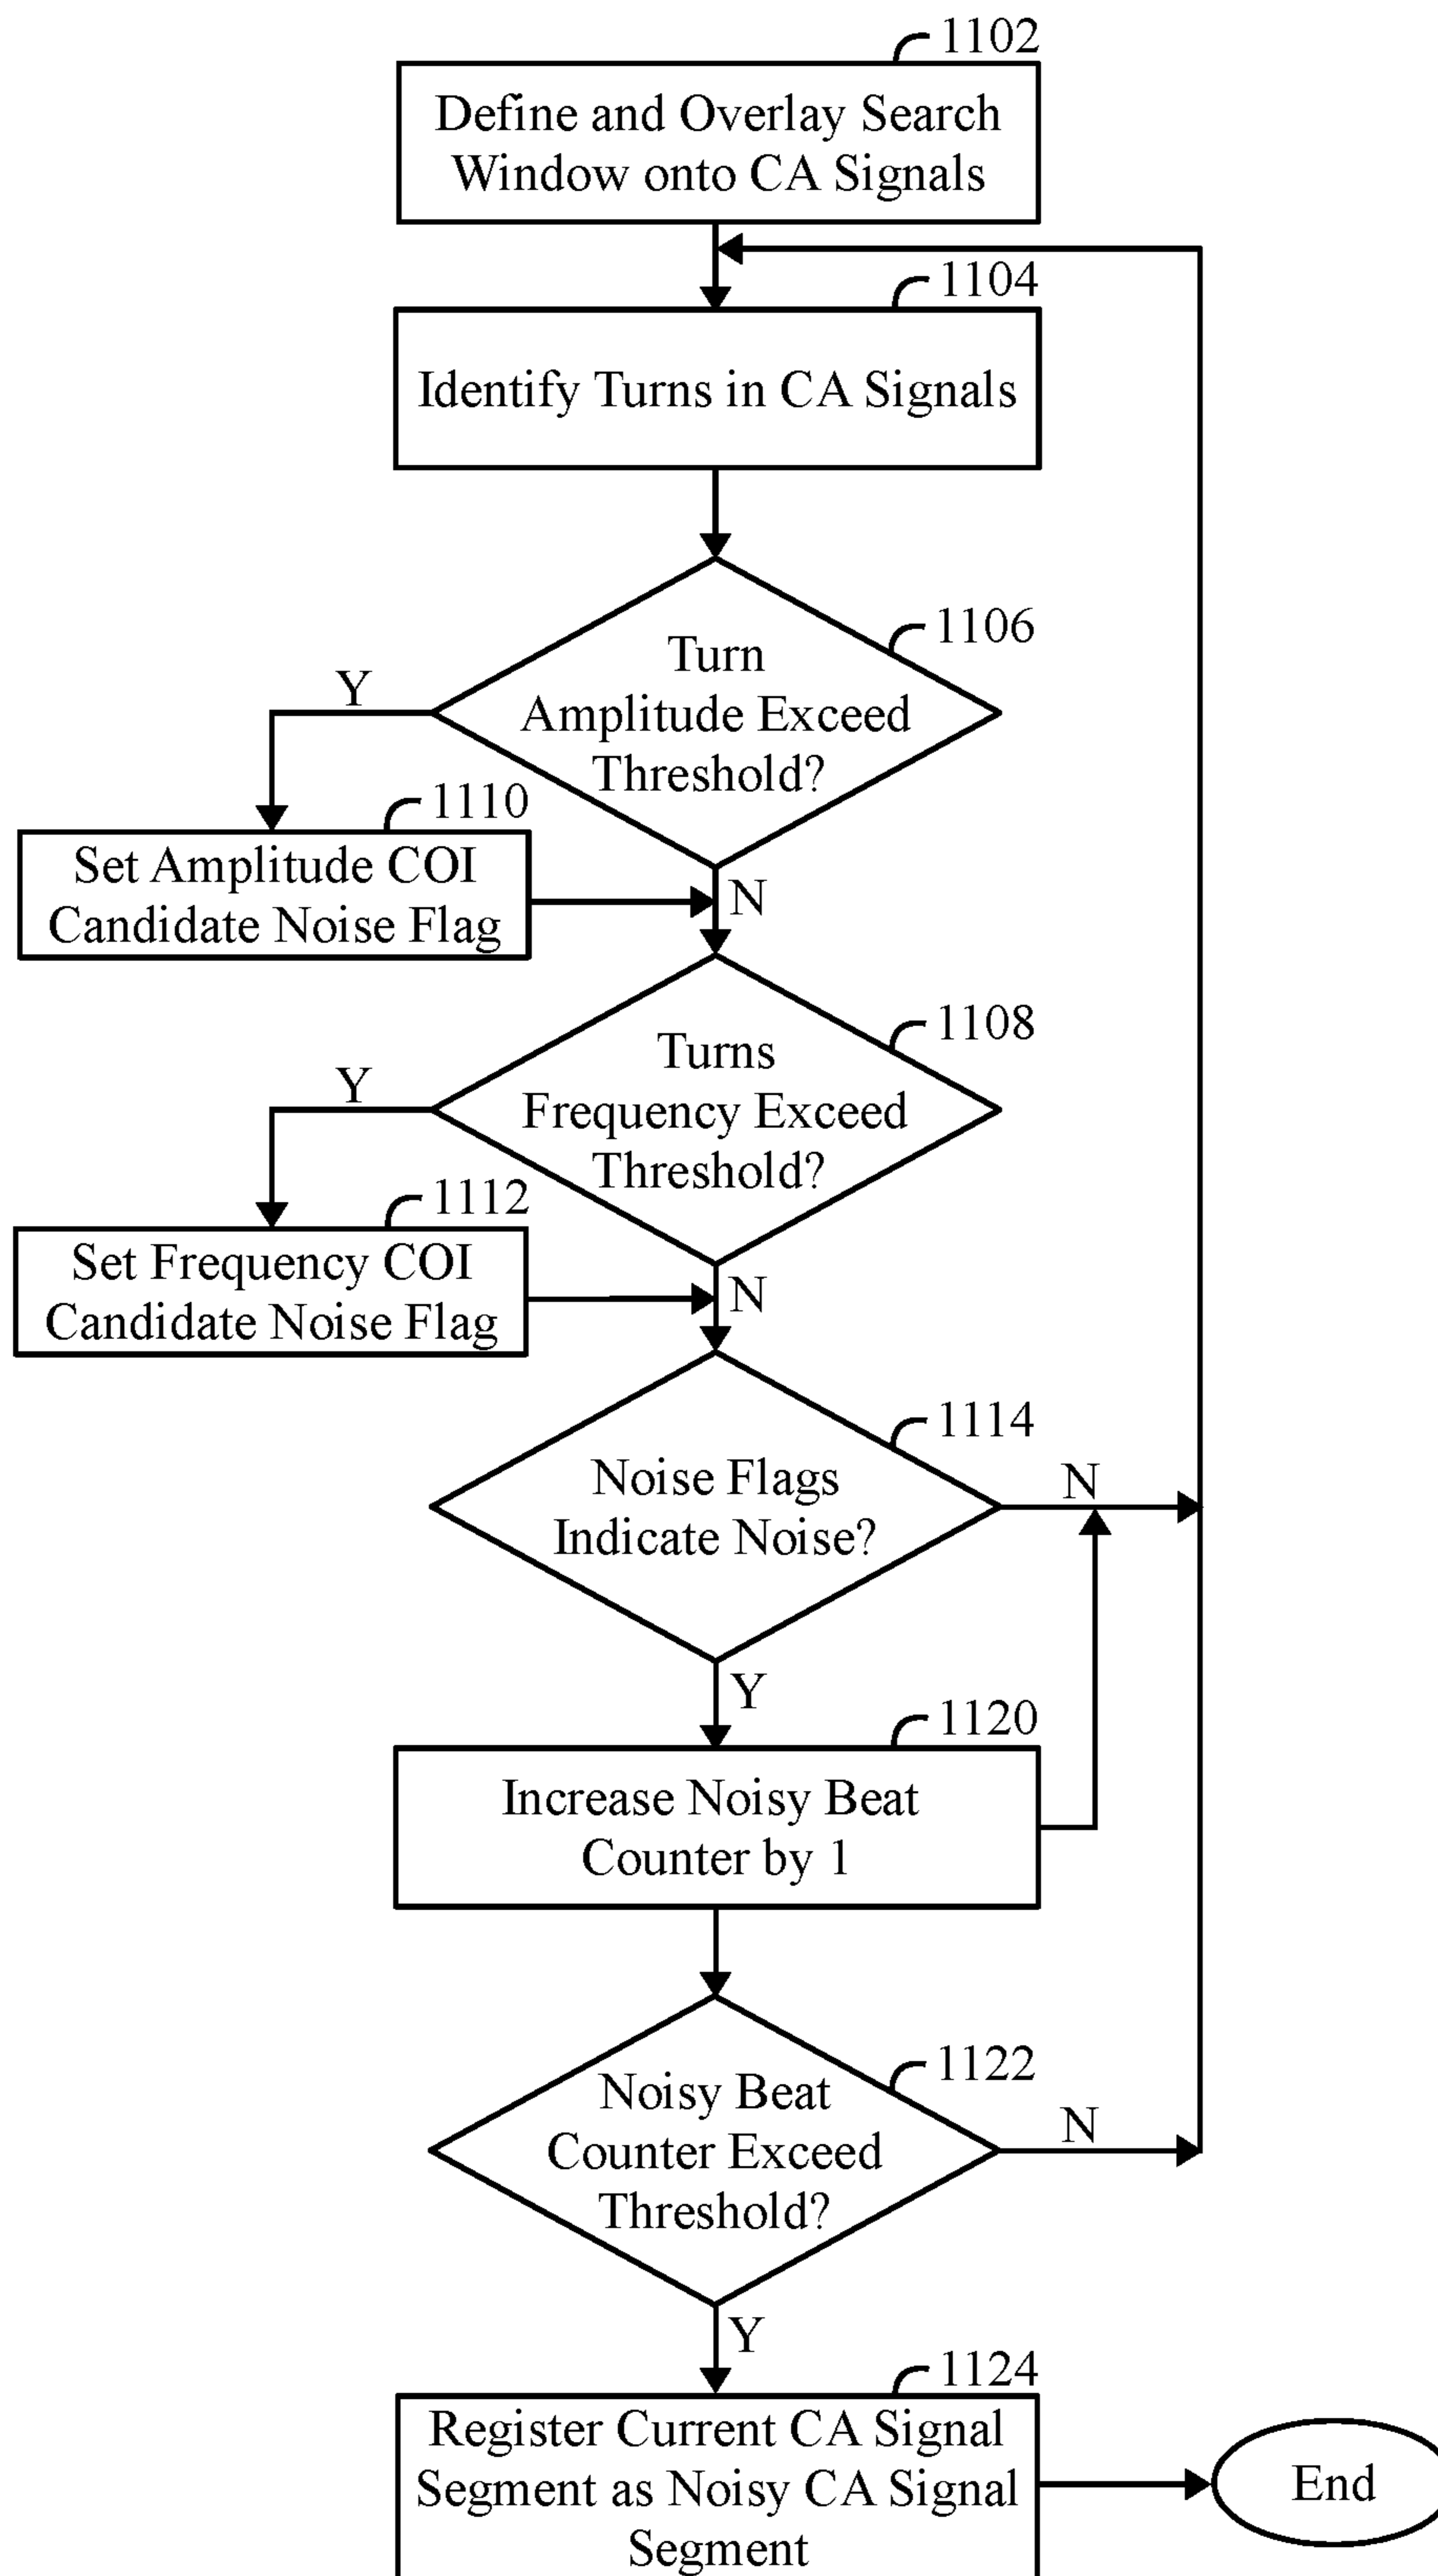 1102
Define and Overlay Search
Window onto CA Signals
1104
Identify Turns in CA Signals
1106
Turn
Amplitude Exceed
Threshold?
Y
1110
Set Amplitude COI
Candidate Noise Flag
N
1108
Turns
Frequency Exceed
Threshold?
Y
1112
Set Frequency COI
Candidate Noise Flag
N
1114
Noise Flags
Indicate Noise?
N
Y
1120
Increase Noisy Beat
Counter by 1
1122
Noisy Beat
Counter Exceed
Threshold?
N
Y
1124
Register Current CA Signal
Segment as Noisy CA Signal
Segment
End